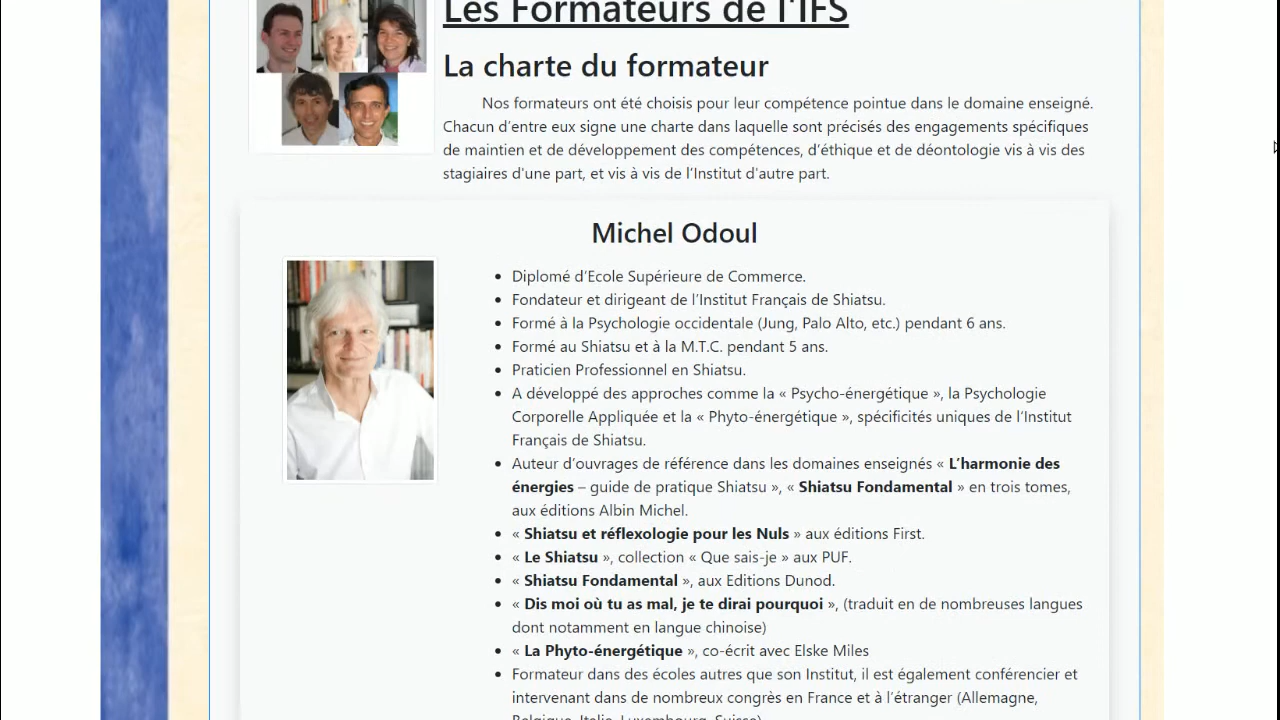 Les Formateurs de l'IFS
La charte du formateur
Nos formateurs ont été choisis pour leur compétence pointue dans le domaine enseigné.
Chacun d’entre eux signe une charte dans laquelle sont précisés des engagements spécifiques
de maintien et de développement des compétences, d’éthique et de déontologie vis à vis des
stagiaires d'une part, et vis à vis de l’Institut d'autre part.
Michel Odoul
• Diplomé d’Ecole Supérieure de Commerce.
• Fondateur et dirigeant de l’Institut Français de Shiatsu.
• Formé à la Psychologie occidentale (Jung, Palo Alto, etc.) pendant 6 ans.
• Formé au Shiatsu et à la M.T.C. pendant 5 ans.
• Praticien Professionnel en Shiatsu.
• A développé des approches comme la « Psycho-énergétique », la Psychologie
Corporelle Appliquée et la « Phyto-énergétique », spécificités uniques de l’Institut
Français de Shiatsu.
• Auteur d’ouvrages de référence dans les domaines enseignés « L’harmonie des
énergies – guide de pratique Shiatsu », « Shiatsu Fondamental » en trois tomes,
aux éditions Albin Michel.
• « Shiatsu et réflexologie pour les Nuls » aux éditions First.
• « Le Shiatsu », collection « Que sais-je » aux PUF.
• « Shiatsu Fondamental », aux Editions Dunod.
• « Dis moi où tu as mal, je te dirai pourquoi », (traduit en de nombreuses langues
dont notamment en langue chinoise)
• « La Phyto-énergétique », co-écrit avec Elske Miles
• Formateur dans des écoles autres que son Institut, il est également conférencier et
intervenant dans de nombreux congrès en France et à l’étranger (Allemagne,
Belgique, Italie, Luxembourg, Suisse)